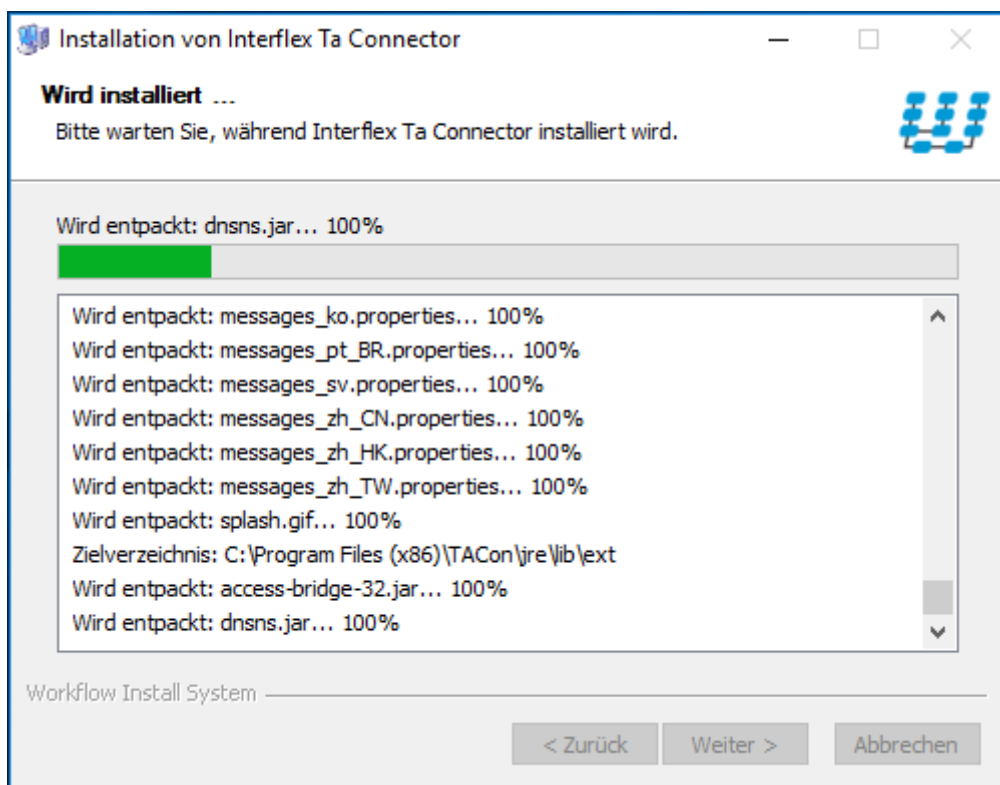 Installation von Interflex Ta Connector
Wird installiert ...
Bitte warten Sie, während Interflex Ta Connector installiert wird.
Wird entpackt: dnsns.jar... 100%
Wird entpackt: messages_ko.properties... 100%
Wird entpackt: messages_pt_BR.properties... 100%
Wird entpackt: messages_sv.properties... 100%
Wird entpackt: messages_zh_CN.properties... 100%
Wird entpackt: messages_zh_HK.properties... 100%
Wird entpackt: messages_zh_TW.properties... 100%
Wird entpackt: splash.gif... 100%
Zielverzeichnis: C:\Program Files (x86)\TACon\jre\lib\ext
Wird entpackt: access-bridge-32.jar... 100%
Wird entpackt: dnsns.jar... 100%
Workflow Install System
< Zurück Weiter > Abbrechen